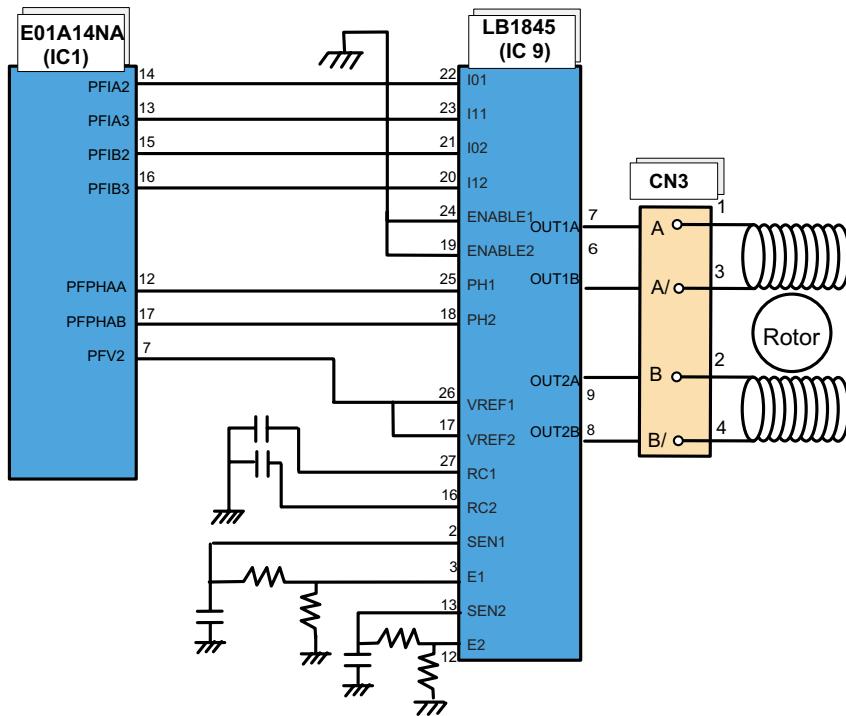 E01A14NA
(IC1)
LB1845
(IC 9)
CN3
PFIA2 14 22 I01
PFIA3 13 23 I11
PFIB2 15 21 I02
PFIB3 16 20 I12
24 ENABLE1
19 ENABLE2
PFPHAA 12 25 PH1
PFPHAB 17 18 PH2
PFV2 7
26 VREF1
17 VREF2
27 RC1
16 RC2
2 SEN1
3 E1
13 SEN2
12 E2
OUT1A 7 A 1
6
OUT1B A/ 3
Rotor
OUT2A B 2
9
OUT2B 8 B/ 4